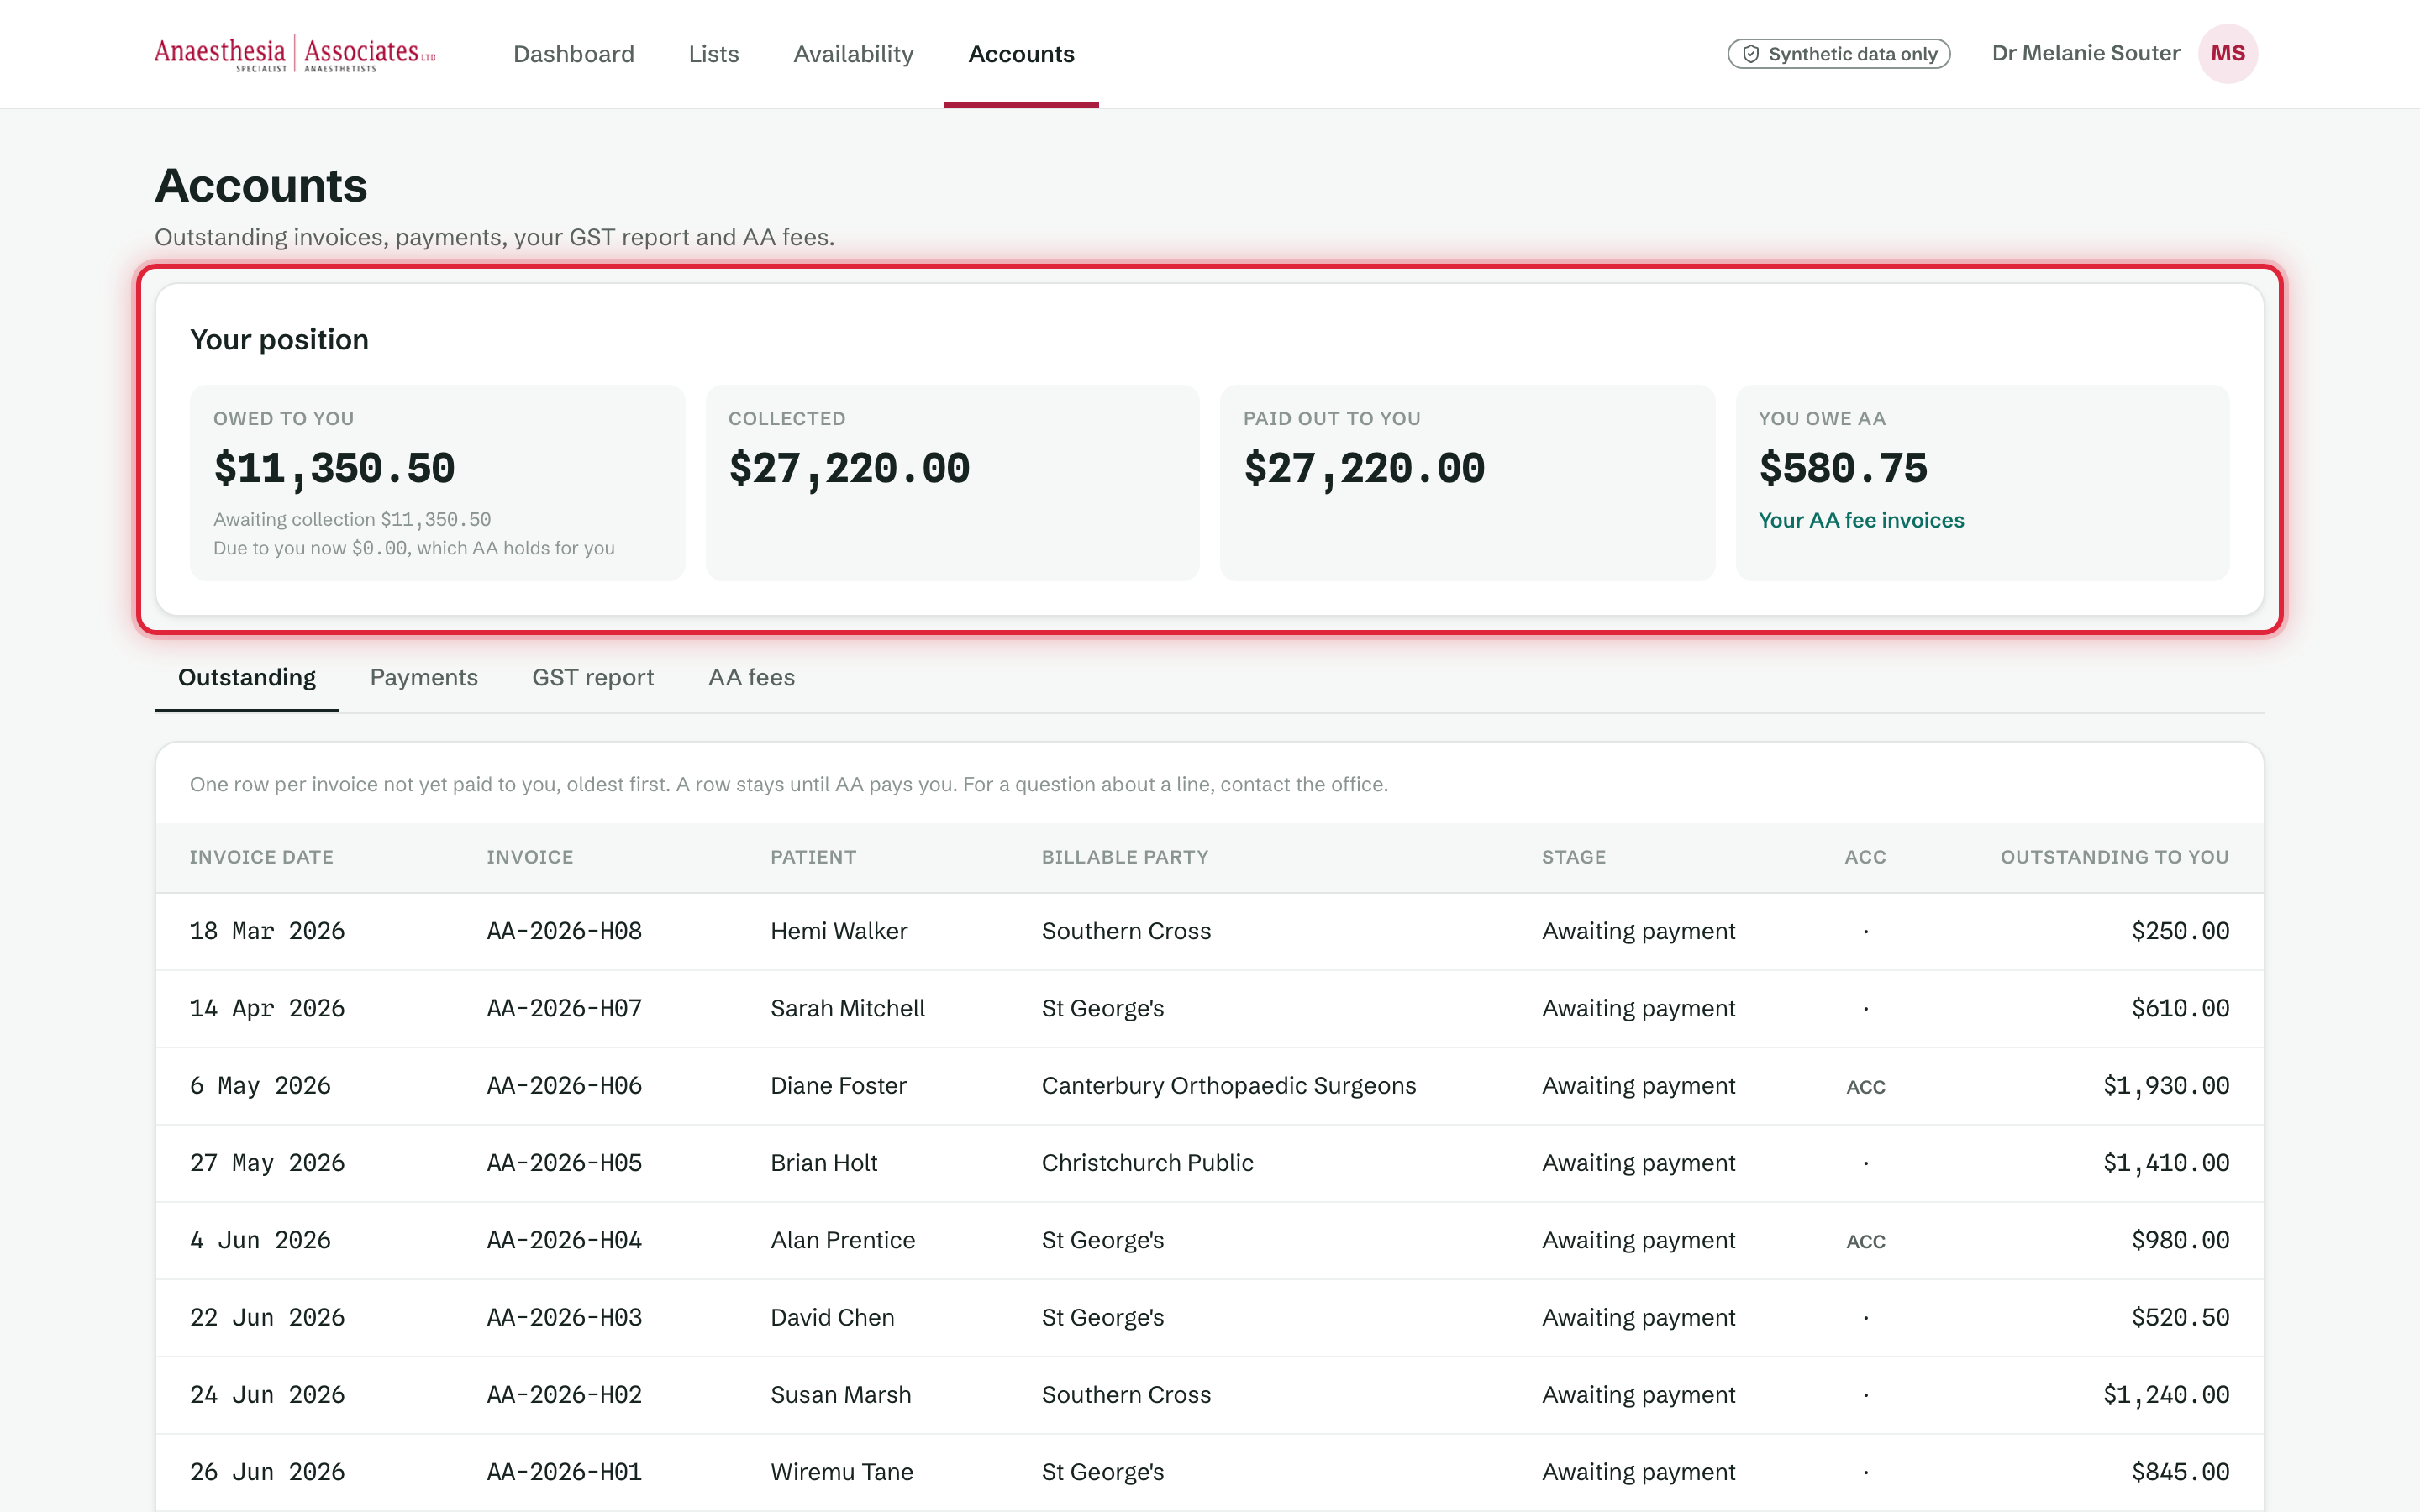 Anaesthesia Associates LTD
SPECIALIST ANAESTHETISTS
Dashboard
Lists
Availability
Accounts
Synthetic data only
Dr Melanie Souter
MS
Accounts
Outstanding invoices, payments, your GST report and AA fees.
Your position
OWED TO YOU
$11,350.50
Awaiting collection $11,350.50
Due to you now $0.00, which AA holds for you
COLLECTED
$27,220.00
PAID OUT TO YOU
$27,220.00
YOU OWE AA
$580.75
Your AA fee invoices
Outstanding
Payments
GST report
AA fees
One row per invoice not yet paid to you, oldest first. A row stays until AA pays you. For a question about a line, contact the office.
INVOICE DATE INVOICE PATIENT BILLABLE PARTY STAGE ACC OUTSTANDING TO YOU
18 Mar 2026 AA-2026-H08 Hemi Walker Southern Cross Awaiting payment · $250.00
14 Apr 2026 AA-2026-H07 Sarah Mitchell St George's Awaiting payment · $610.00
6 May 2026 AA-2026-H06 Diane Foster Canterbury Orthopaedic Surgeons Awaiting payment ACC $1,930.00
27 May 2026 AA-2026-H05 Brian Holt Christchurch Public Awaiting payment · $1,410.00
4 Jun 2026 AA-2026-H04 Alan Prentice St George's Awaiting payment ACC $980.00
22 Jun 2026 AA-2026-H03 David Chen St George's Awaiting payment · $520.50
24 Jun 2026 AA-2026-H02 Susan Marsh Southern Cross Awaiting payment · $1,240.00
26 Jun 2026 AA-2026-H01 Wiremu Tane St George's Awaiting payment · $845.00